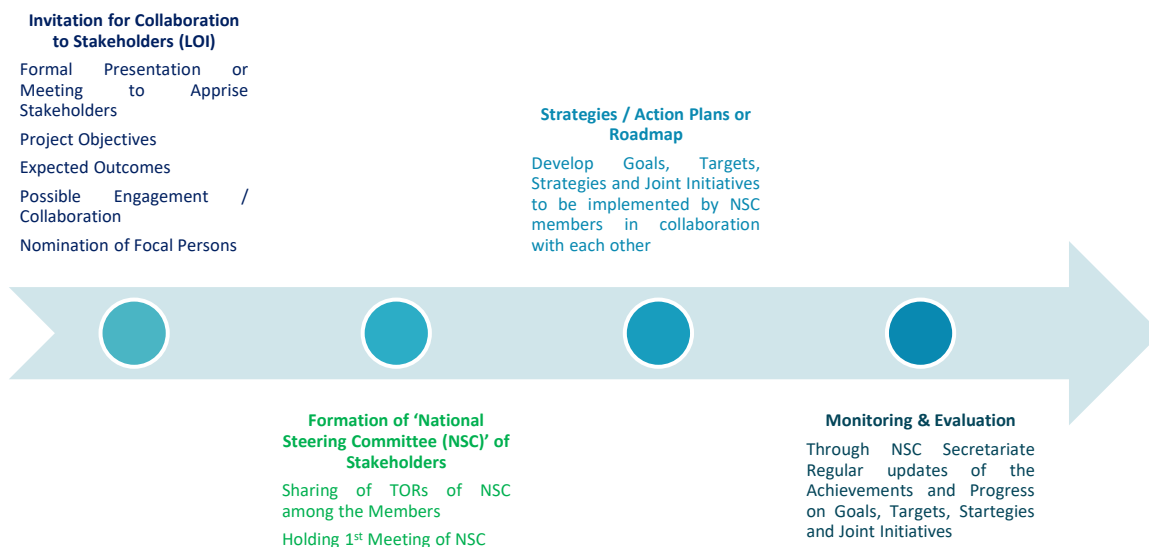 Invitation for Collaboration
to Stakeholders (LOI)
Formal Presentation or
Meeting to Apprise
Stakeholders
Project Objectives
Expected Outcomes
Possible Engagement /
Collaboration
Nomination of Focal Persons
Formation of ‘National
Steering Committee (NSC)’ of
Stakeholders
Sharing of TORs of NSC
among the Members
Holding 1st Meeting of NSC
Strategies / Action Plans or
Roadmap
Develop Goals, Targets,
Strategies and Joint Initiatives
to be implemented by NSC
members in collaboration
with each other
Monitoring & Evaluation
Through NSC Secretariate
Regular updates of the
Achievements and Progress
on Goals, Targets, Startegies
and Joint Initiatives